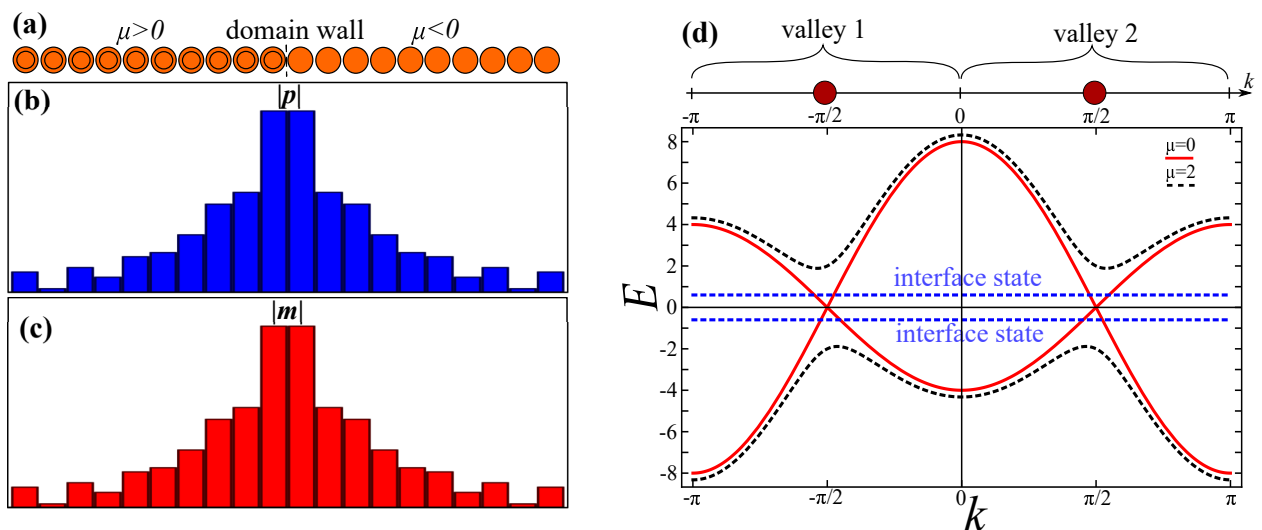 (a)
μ>0
domain wall
μ<0
(b)
|p|
(c)
|m|
(d)
valley 1
valley 2
k
-π
-π/2
0
π/2
π
8
6
4
2
0
-2
-4
-6
-8
E
μ=0
μ=2
interface state
interface state
-π
-π/2
0
π/2
π
k